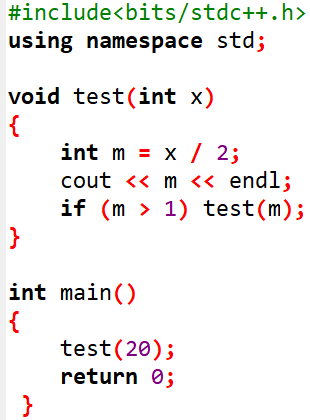 #include<bits/stdc++.h>
using namespace std;
void test(int x)
{
    int m = x / 2;
    cout << m << endl;
    if (m > 1) test(m);
}
int main()
{
    test(20);
    return 0;
 }